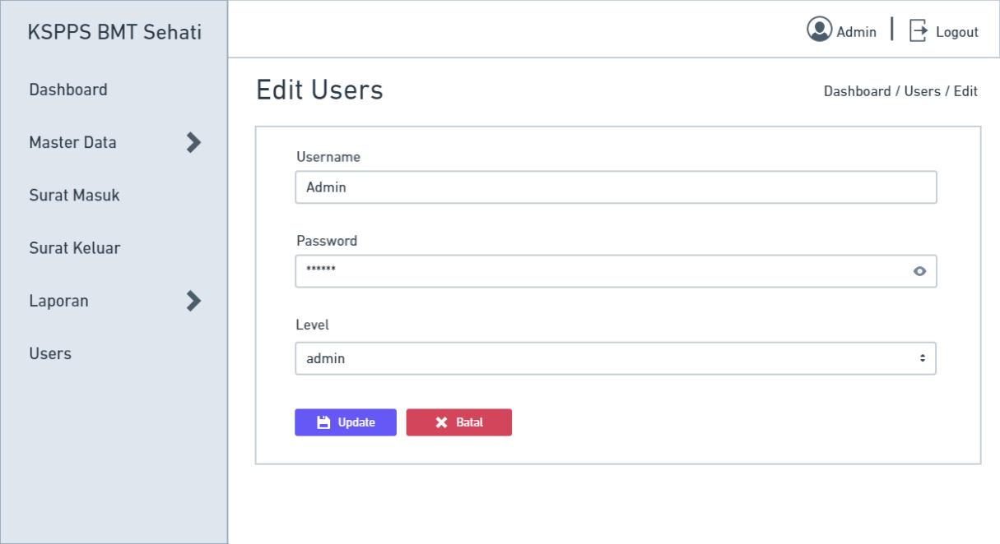 KSPPS BMT Sehati
Admin
Logout
Dashboard
Master Data
Surat Masuk
Surat Keluar
Laporan
Users
Edit Users
Dashboard / Users / Edit
Username
Admin
Password
******
Level
admin
Update
Batal